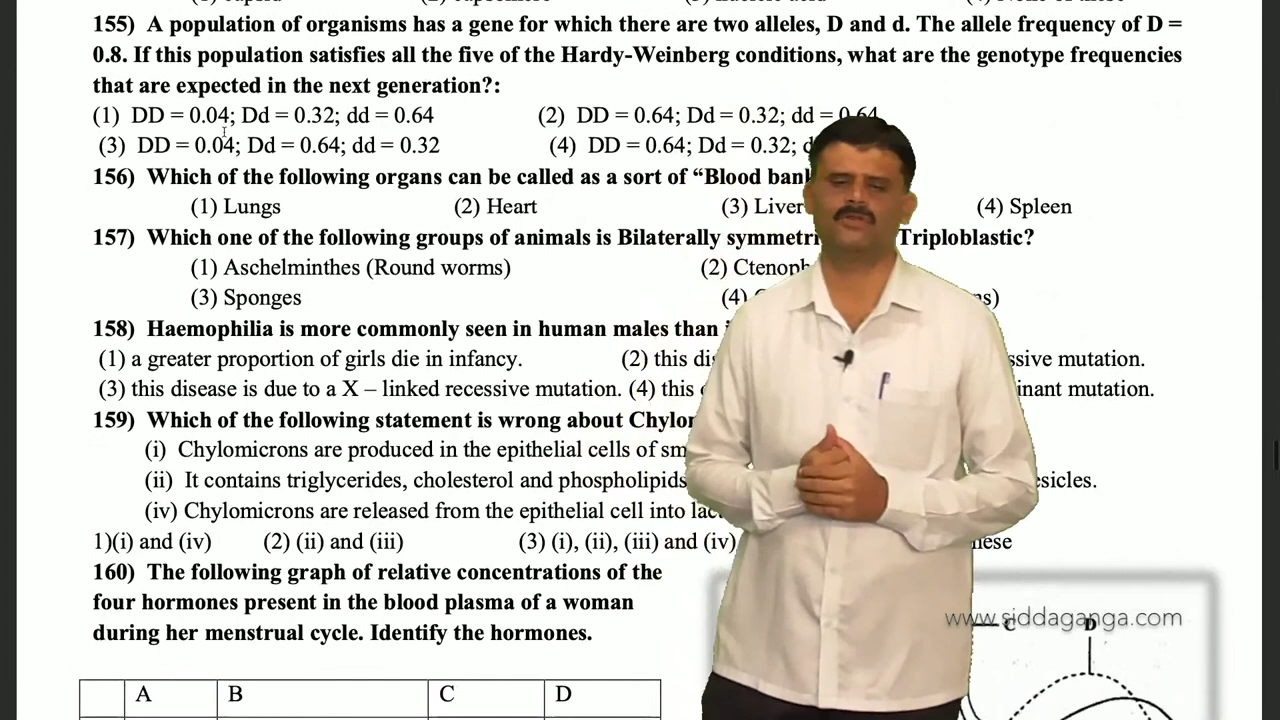 155) A population of organisms has a gene for which there are two alleles, D and d. The allele frequency of D =
0.8. If this population satisfies all the five of the Hardy-Weinberg conditions, what are the genotype frequencies
that are expected in the next generation?:
(1) DD = 0.04; Dd = 0.32; dd = 0.64 (2) DD = 0.64; Dd = 0.32; dd = 0.64
(3) DD = 0.04; Dd = 0.64; dd = 0.32 (4) DD = 0.64; Dd = 0.32;
156) Which of the following organs can be called as a sort of “Blood bank
(1) Lungs (2) Heart (3) Liver (4) Spleen
157) Which one of the following groups of animals is Bilaterally Triploblastic?
(1) Aschelminthes (Round worms) (2)
(3) Sponges (4)
158) Haemophilia is more commonly seen in human males than
(1) a greater proportion of girls die in infancy. (2) this mutation.
(3) this disease is due to a X – linked recessive mutation. (4) this mutation.
159) Which of the following statement is wrong about
(i) Chylomicrons are produced in the epithelial cells of
(ii) It contains triglycerides, cholesterol and phospholipids
(iv) Chylomicrons are released from the epithelial cell into
1)(i) and (iv) (2) (ii) and (iii) (3) (i), (ii), (iii) and (iv)
160) The following graph of relative concentrations of the
four hormones present in the blood plasma of a woman
during her menstrual cycle. Identify the hormones.
www.siddaganga.com
C D
A B C D